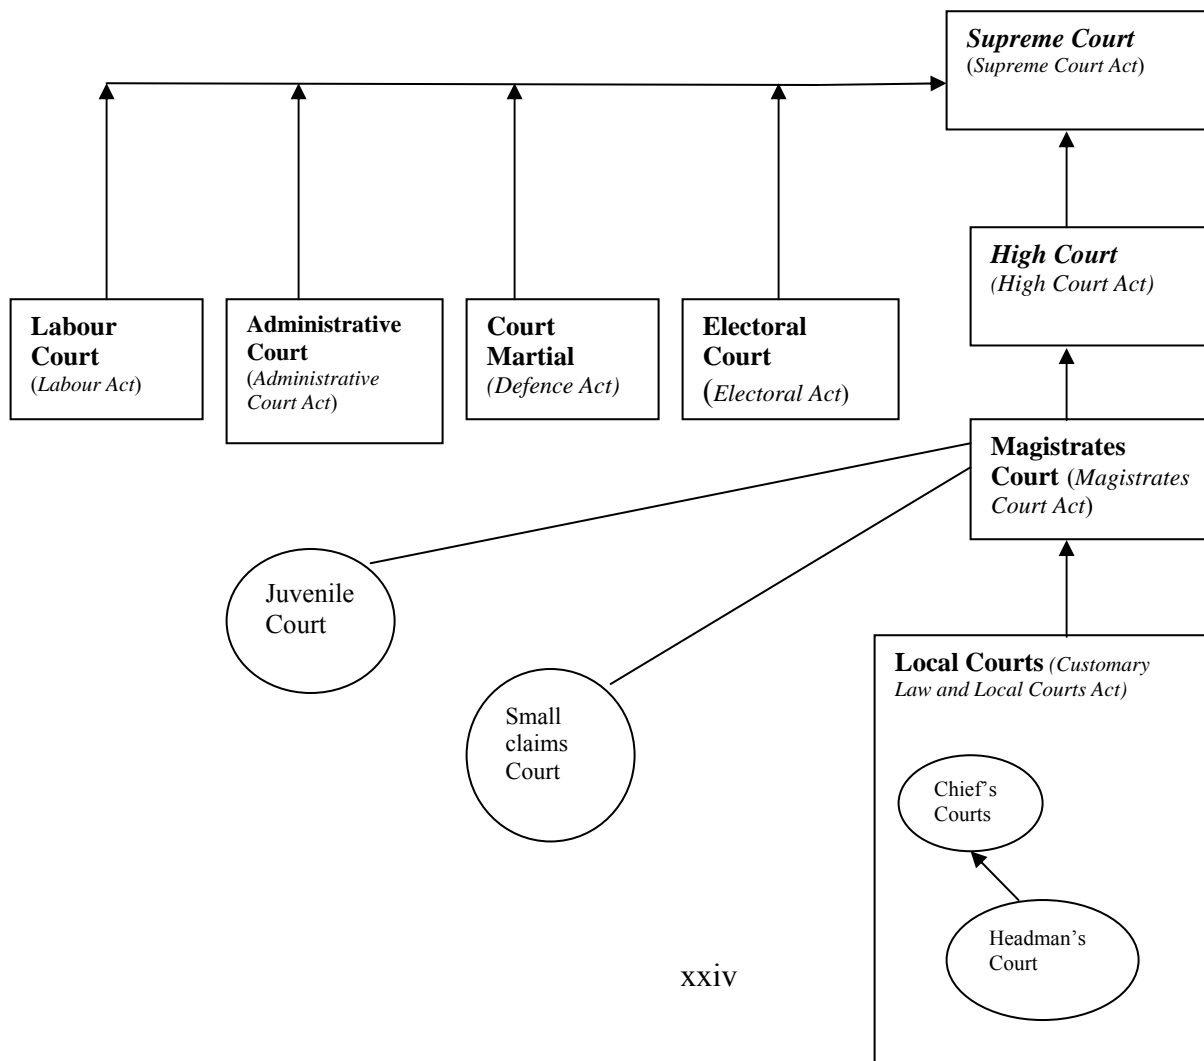 Supreme Court
(Supreme Court Act)
High Court
(High Court Act)
Labour
Court
(Labour Act)
Administrative
Court
(Administrative
Court Act)
Court
Martial
(Defence Act)
Electoral
Court
(Electoral Act)
Magistrates
Court (Magistrates
Court Act)
Juvenile
Court
Small
claims
Court
Local Courts (Customary
Law and Local Courts Act)
Chief’s
Courts
Headman’s
Court
xxiv